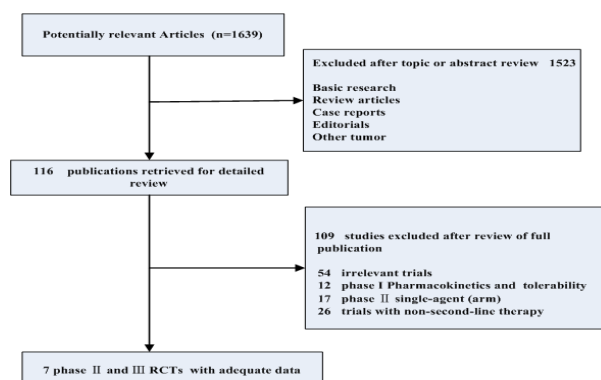 Potentially relevant Articles (n=1639)
Excluded after topic or abstract review 1523
Basic research
Review articles
Case reports
Editorials
Other tumor
116 publications retrieved for detailed
review
109 studies excluded after review of full
publication
54 irrelevant trials
12 phase I Pharmacokinetics and tolerability
17 phase Ⅱ single-agent (arm)
26 trials with non-second-line therapy
7 phase Ⅱ and Ⅲ RCTs with adequate data